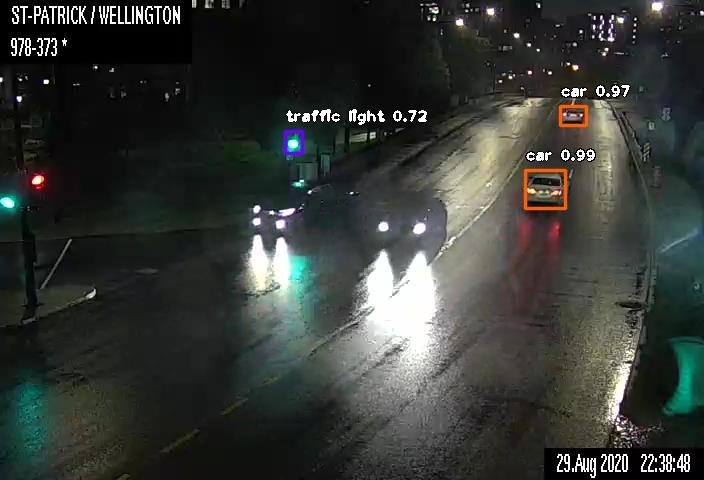 ST-PATRICK / WELLINGTON
978-373 *
car 0.97
traffic light 0.72
car 0.99
29.Aug 2020 22:38:48